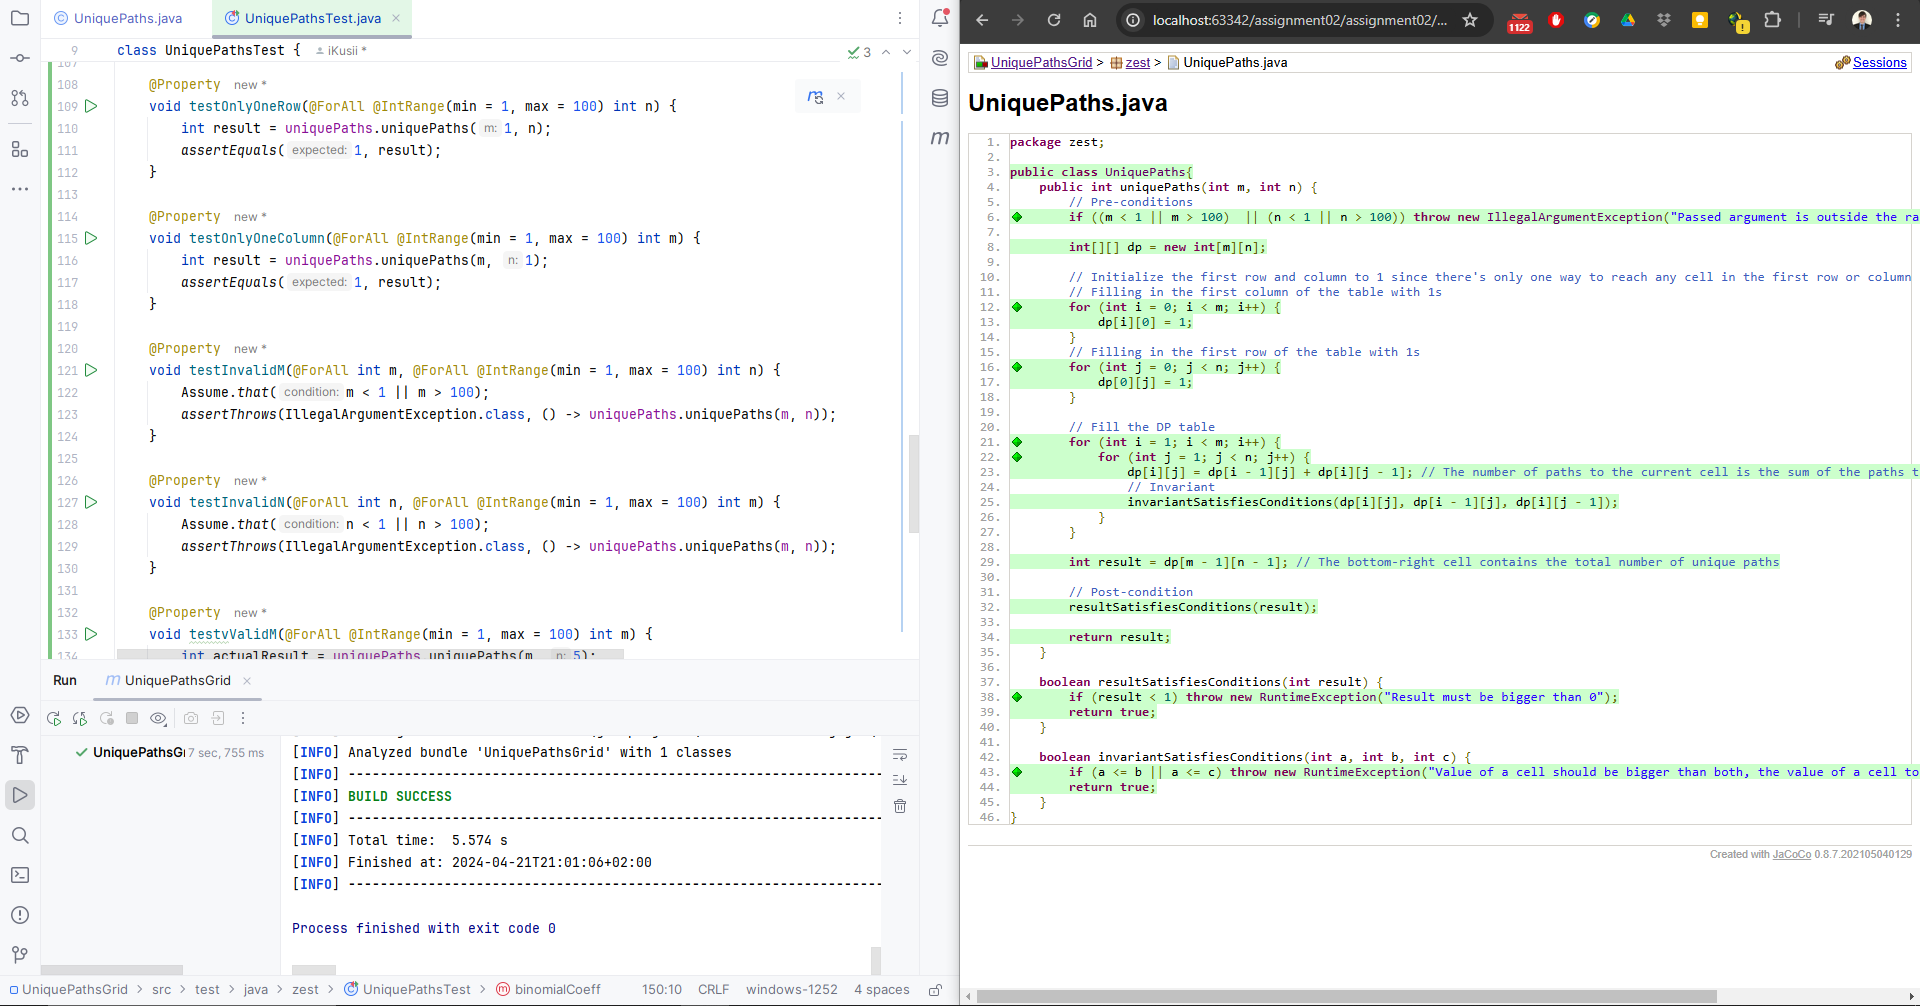 UniquePaths.java
UniquePathsTest.java
9 class UniquePathsTest { iKusii *
3
107
108 @Property new *
109 void testOnlyOneRow(@ForAll @IntRange(min = 1, max = 100) int n) {
110 int result = uniquePaths.uniquePaths( m: 1, n);
111 assertEquals( expected: 1, result);
112 }
113
114 @Property new *
115 void testOnlyOneColumn(@ForAll @IntRange(min = 1, max = 100) int m) {
116 int result = uniquePaths.uniquePaths(m, n: 1);
117 assertEquals( expected: 1, result);
118 }
119
120 @Property new *
121 void testInvalidM(@ForAll int m, @ForAll @IntRange(min = 1, max = 100) int n) {
122 Assume.that( condition: m < 1 || m > 100);
123 assertThrows(IllegalArgumentException.class, () -> uniquePaths.uniquePaths(m, n));
124 }
125
126 @Property new *
127 void testInvalidN(@ForAll int n, @ForAll @IntRange(min = 1, max = 100) int m) {
128 Assume.that( condition: n < 1 || n > 100);
129 assertThrows(IllegalArgumentException.class, () -> uniquePaths.uniquePaths(m, n));
130 }
131
132 @Property new *
133 void testvValidM(@ForAll @IntRange(min = 1, max = 100) int m) {
134 int actualResult = uniquePaths.uniquePaths(m, n: 5);
Run UniquePathsGrid
UniquePathsGr 7 sec, 755 ms
[INFO] Analyzed bundle 'UniquePathsGrid' with 1 classes
[INFO] ------------------------------------------------------------------
[INFO] BUILD SUCCESS
[INFO] ------------------------------------------------------------------
[INFO] Total time:  5.574 s
[INFO] Finished at: 2024-04-21T21:01:06+02:00
[INFO] ------------------------------------------------------------------
Process finished with exit code 0
UniquePathsGrid > src > test > java > zest > UniquePathsTest > binomialCoeff 150:10 CRLF windows-1252 4 spaces
localhost:63342/assignment02/assignment02/...
1122
UniquePathsGrid > zest > UniquePaths.java
Sessions
UniquePaths.java
1. package zest;
2.
3. public class UniquePaths{
4. public int uniquePaths(int m, int n) {
5. // Pre-conditions
6. if ((m < 1 || m > 100)  || (n < 1 || n > 100)) throw new IllegalArgumentException("Passed argument is outside the ra
7.
8. int[][] dp = new int[m][n];
9.
10. // Initialize the first row and column to 1 since there's only one way to reach any cell in the first row or column
11. // Filling in the first column of the table with 1s
12. for (int i = 0; i < m; i++) {
13. dp[i][0] = 1;
14. }
15. // Filling in the first row of the table with 1s
16. for (int j = 0; j < n; j++) {
17. dp[0][j] = 1;
18. }
19.
20. // Fill the DP table
21. for (int i = 1; i < m; i++) {
22. for (int j = 1; j < n; j++) {
23. dp[i][j] = dp[i - 1][j] + dp[i][j - 1]; // The number of paths to the current cell is the sum of the paths t
24. // Invariant
25. invariantSatisfiesConditions(dp[i][j], dp[i - 1][j], dp[i][j - 1]);
26. }
27. }
28.
29. int result = dp[m - 1][n - 1]; // The bottom-right cell contains the total number of unique paths
30.
31. // Post-condition
32. resultSatisfiesConditions(result);
33.
34. return result;
35. }
36.
37. boolean resultSatisfiesConditions(int result) {
38. if (result < 1) throw new RuntimeException("Result must be bigger than 0");
39. return true;
40. }
41.
42. boolean invariantSatisfiesConditions(int a, int b, int c) {
43. if (a <= b || a <= c) throw new RuntimeException("Value of a cell should be bigger than both, the value of a cell to
44. return true;
45. }
46. }
Created with JaCoCo 0.8.7.202105040129